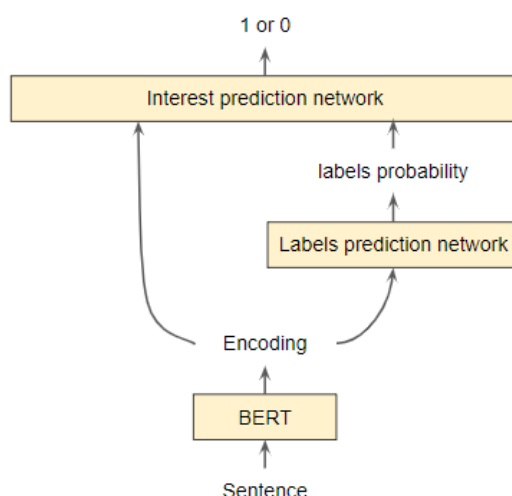 1 or 0
Interest prediction network
labels probability
Labels prediction network
Encoding
BERT
Sentence